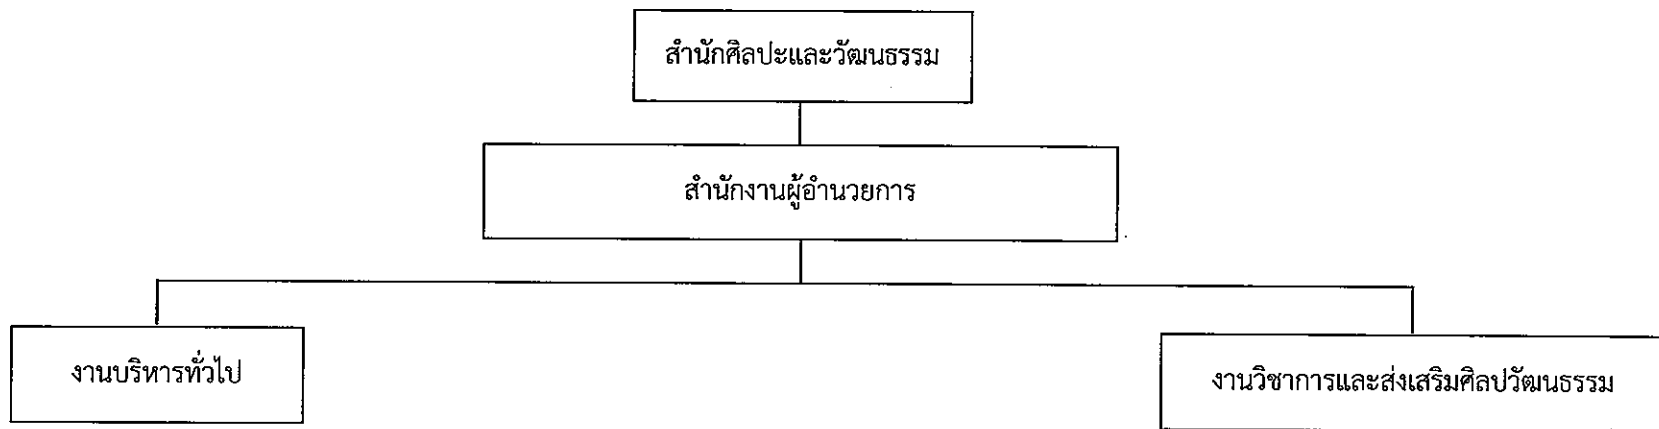 สำนักศิลปะและวัฒนธรรม
สำนักงานผู้อำนวยการ
งานบริหารทั่วไป
งานวิชาการและส่งเสริมศิลปวัฒนธรรม